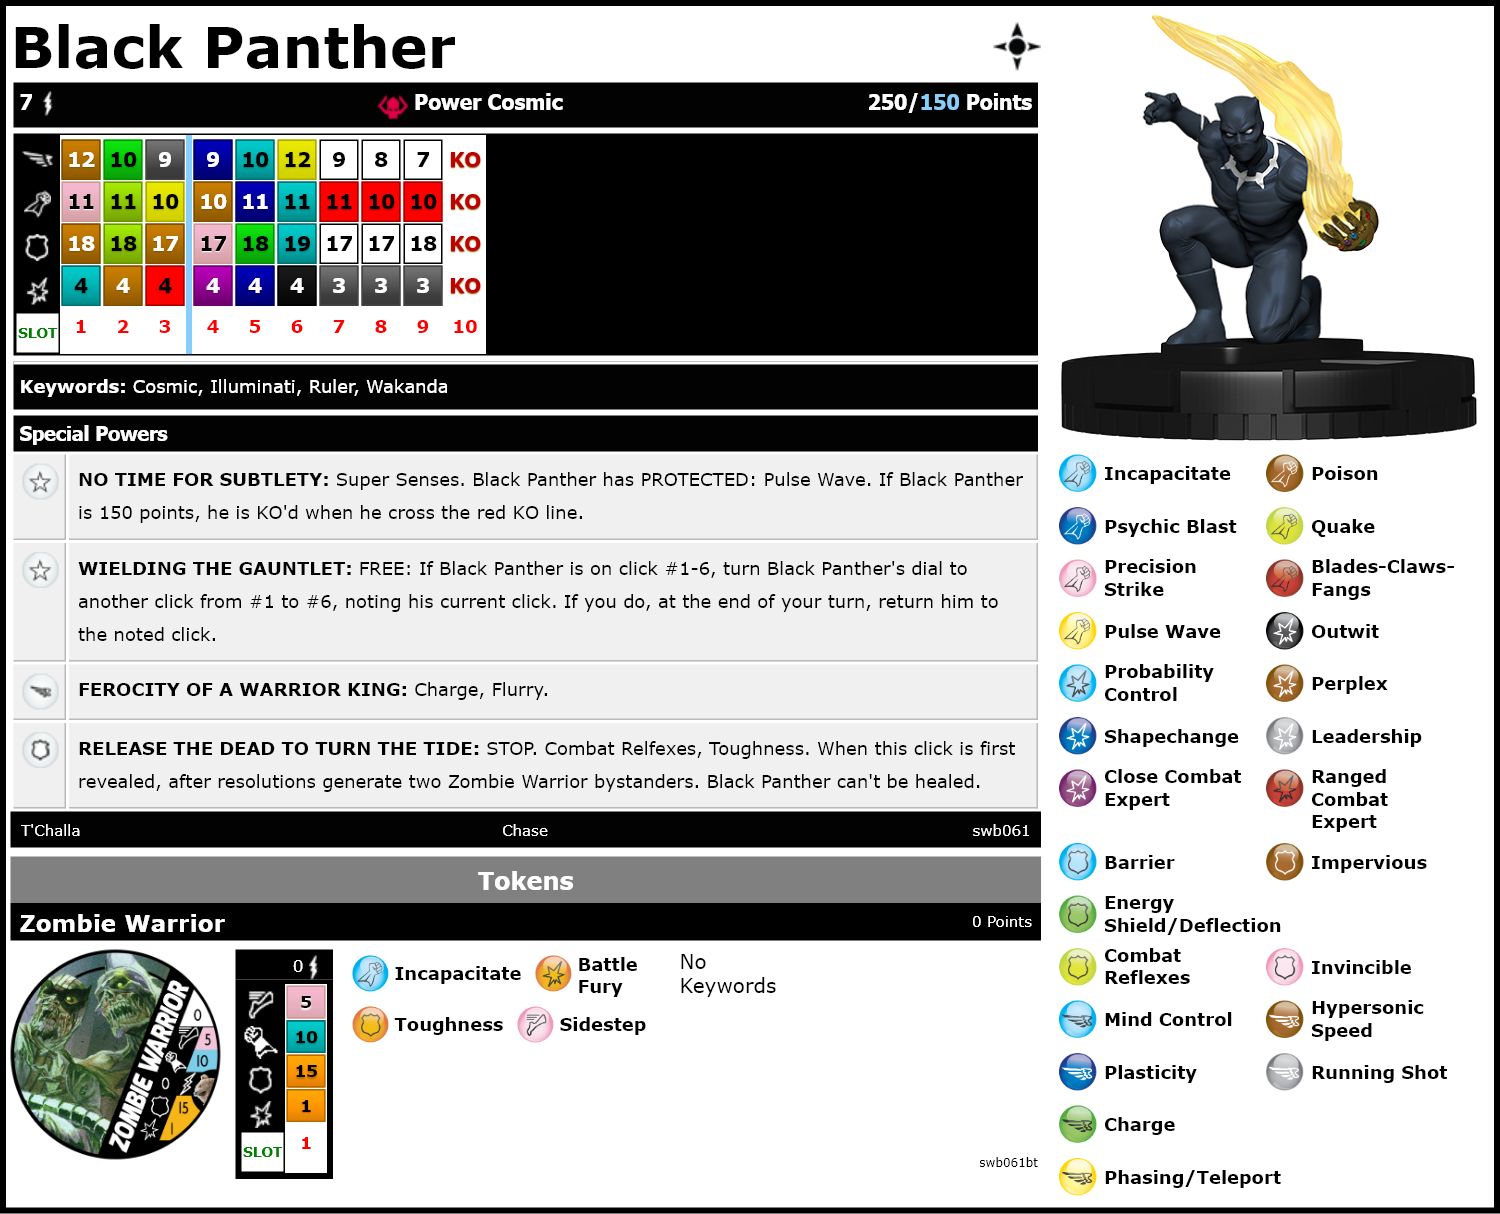 Black Panther
7 Power Cosmic 250/150 Points
12 10 9 9 10 12 9 8 7 KO
11 11 10 10 11 11 11 10 10 KO
18 18 17 17 18 19 17 17 18 KO
4 4 4 4 4 4 3 3 3 KO
SLOT 1 2 3 4 5 6 7 8 9 10
Keywords: Cosmic, Illuminati, Ruler, Wakanda
Special Powers
NO TIME FOR SUBTLETY: Super Senses. Black Panther has PROTECTED: Pulse Wave. If Black Panther
is 150 points, he is KO'd when he cross the red KO line.
WIELDING THE GAUNTLET: FREE: If Black Panther is on click #1-6, turn Black Panther's dial to
another click from #1 to #6, noting his current click. If you do, at the end of your turn, return him to
the noted click.
FEROCITY OF A WARRIOR KING: Charge, Flurry.
RELEASE THE DEAD TO TURN THE TIDE: STOP. Combat Relfexes, Toughness. When this click is first
revealed, after resolutions generate two Zombie Warrior bystanders. Black Panther can't be healed.
T'Challa Chase swb061
Tokens
Zombie Warrior 0 Points
ZOMBIE WARRIOR
0
5
10
0
15
1
0
5
10
15
1
SLOT 1
Incapacitate
Battle
Fury
Toughness
Sidestep
No
Keywords
swb061bt
Incapacitate
Poison
Psychic Blast
Quake
Precision
Strike
Blades-Claws-
Fangs
Pulse Wave
Outwit
Probability
Control
Perplex
Shapechange
Leadership
Close Combat
Expert
Ranged
Combat
Expert
Barrier
Impervious
Energy
Shield/Deflection
Combat
Reflexes
Invincible
Mind Control
Hypersonic
Speed
Plasticity
Running Shot
Charge
Phasing/Teleport